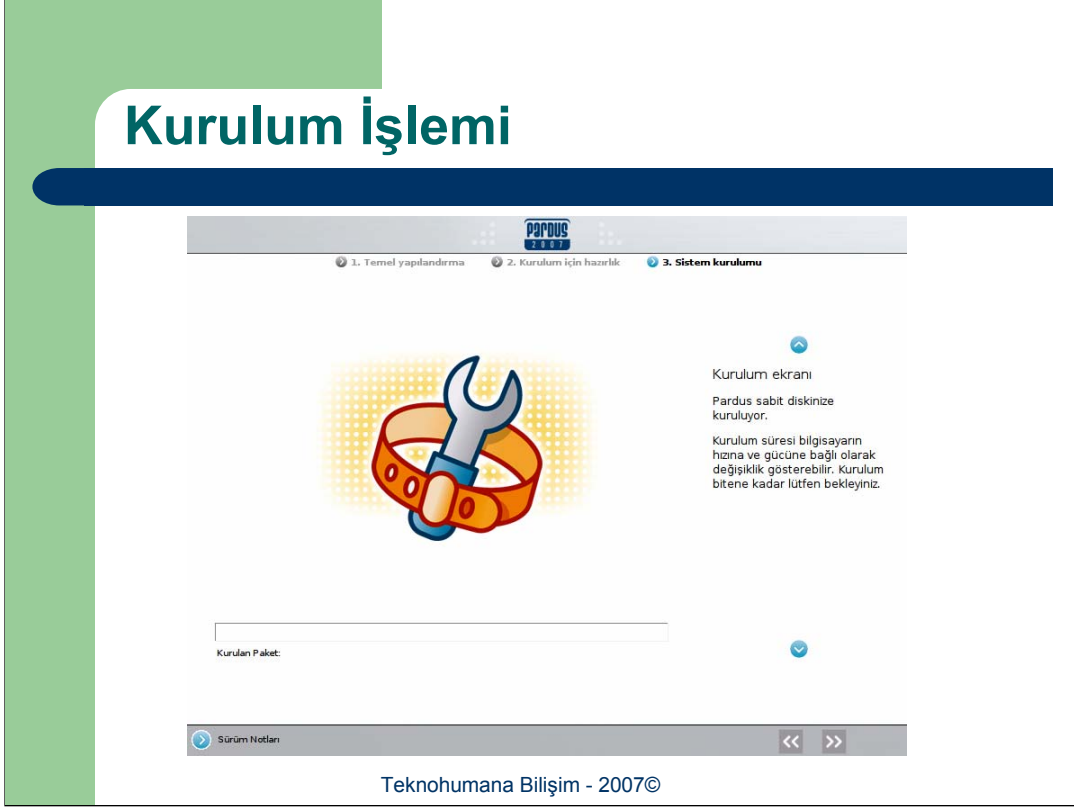 Kurulum İşlemi
PARDUS
2007
1. Temel yapılandırma 2. Kurulum için hazırlık 3. Sistem kurulumu
Kurulum ekranı
Pardus sabit diskinize
kuruluyor.
Kurulum süresi bilgisayarın
hızına ve gücüne bağlı olarak
değişiklik gösterebilir. Kurulum
bitene kadar lütfen bekleyiniz.
Kurulan Paket:
Sürüm Notları
Teknohumana Bilişim - 2007©